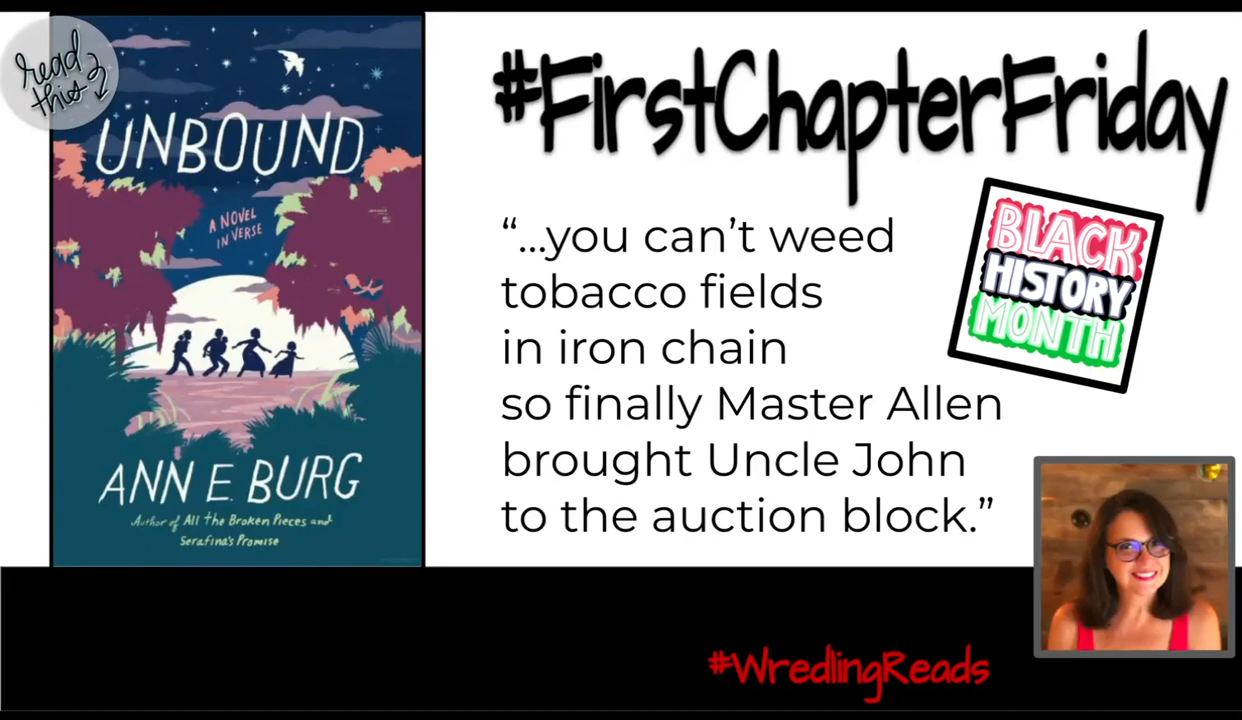 read
this
UNBOUND
A NOVEL
IN VERSE
ANN E. BURG
Author of All the Broken Pieces and
Serafina's Promise
#FirstChapterFriday
“...you can’t weed
tobacco fields
in iron chain
so finally Master Allen
brought Uncle John
to the auction block.”
BLACK
HISTORY
MONTH
#WredlingReads